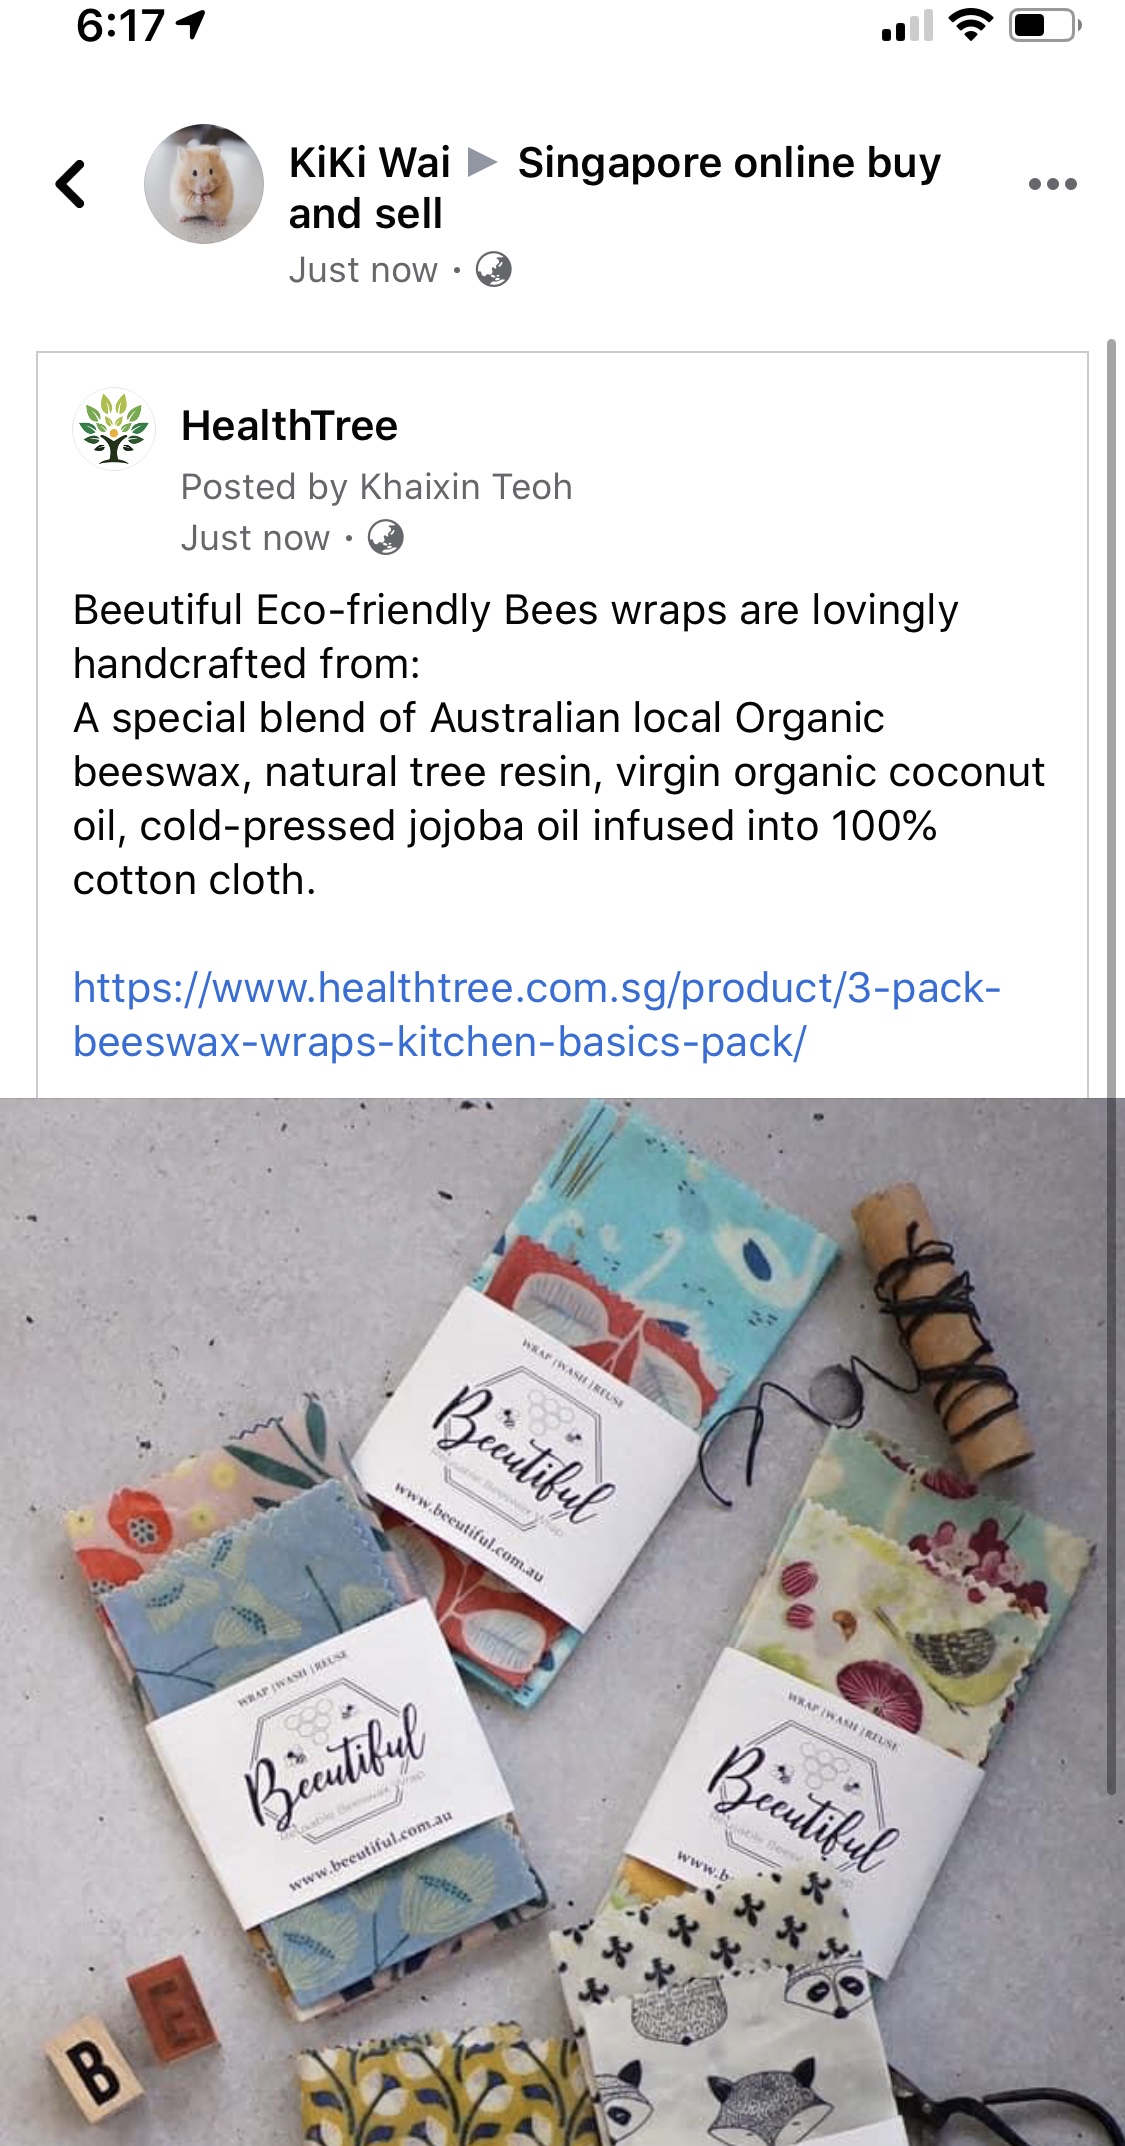 6:17
KiKi Wai ▶ Singapore online buy
and sell
Just now ·
HealthTree
Posted by Khaixin Teoh
Just now ·
Beeutiful Eco-friendly Bees wraps are lovingly
handcrafted from:
A special blend of Australian local Organic
beeswax, natural tree resin, virgin organic coconut
oil, cold-pressed jojoba oil infused into 100%
cotton cloth.
https://www.healthtree.com.sg/product/3-pack-
beeswax-wraps-kitchen-basics-pack/
WRAP | WASH | REUSE
Beeutiful
Reusable Beeswax Wrap
www.beeutiful.com.au
WRAP | WASH | REUSE
Beeutiful
Reusable Beeswax Wrap
www.beeutiful.com.au
WRAP | WASH | REUSE
Beeutiful
Reusable
www.b
B
E